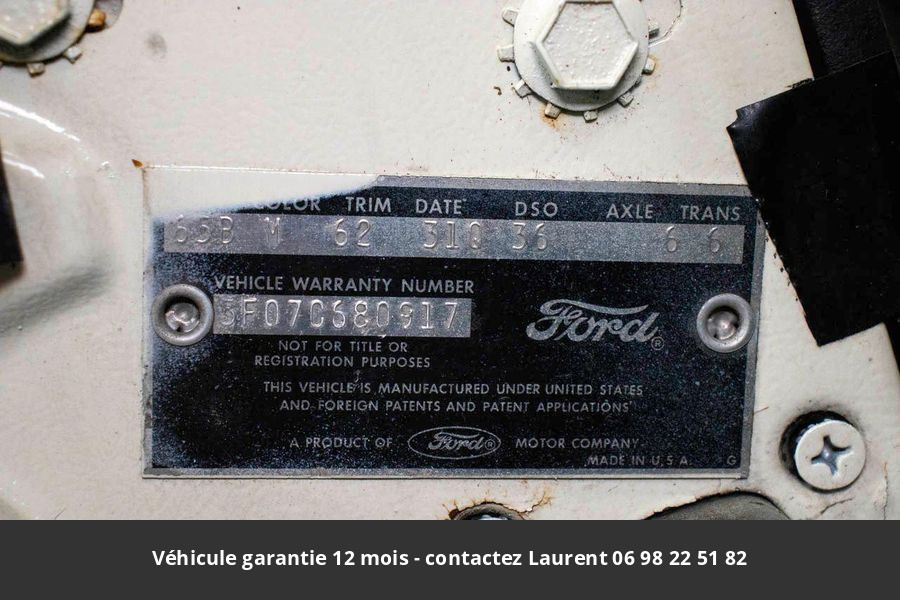 COLOR TRIM DATE DSO AXLE TRANS
65B M 62 31Q 36 6 6
VEHICLE WARRANTY NUMBER
6F07C680917
Ford®
NOT FOR TITLE OR
REGISTRATION PURPOSES
THIS VEHICLE IS MANUFACTURED UNDER UNITED STATES
AND FOREIGN PATENTS AND PATENT APPLICATIONS
A PRODUCT OF Ford® MOTOR COMPANY
MADE IN U.S.A. G
Véhicule garantie 12 mois - contactez Laurent 06 98 22 51 82